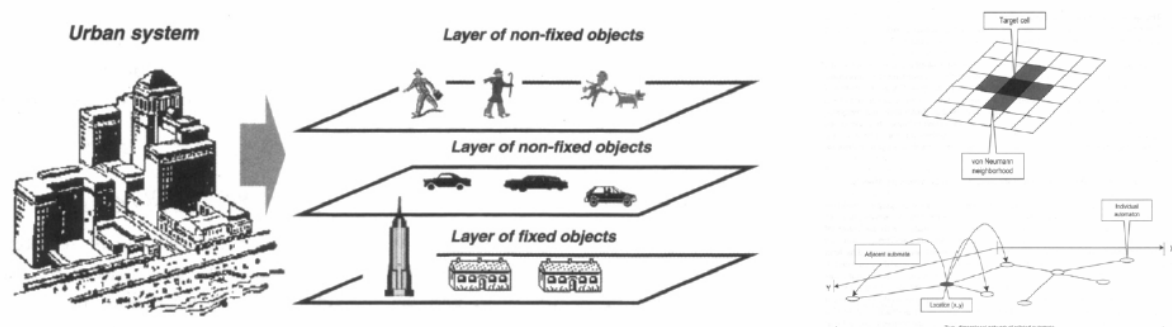 Urban system
Layer of non-fixed objects
Layer of non-fixed objects
Layer of fixed objects
Target cell
von Neumann
neighborhood
Individual
automaton
Adjacent automata
Location (x,y)
Y